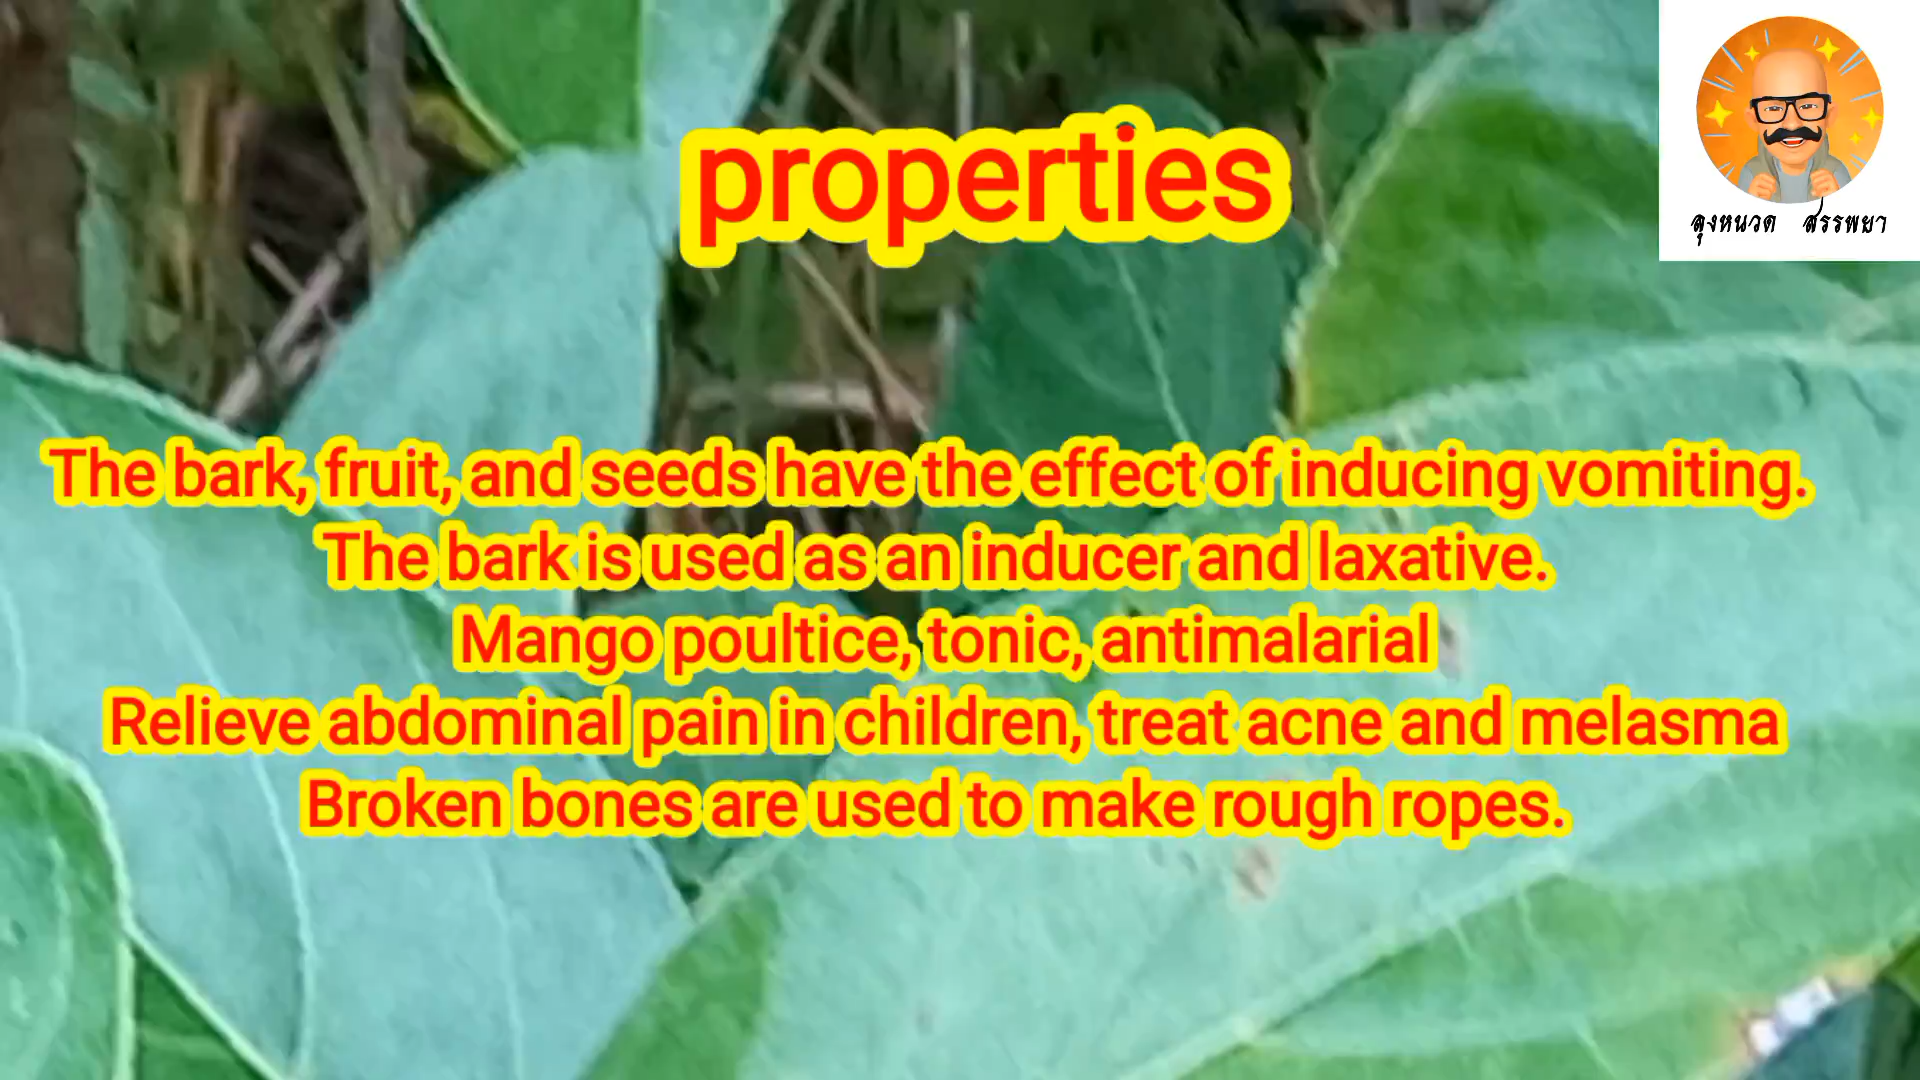 ลุงหนวด สรรพยา
properties
The bark, fruit, and seeds have the effect of inducing vomiting.
The bark is used as an inducer and laxative.
Mango poultice, tonic, antimalarial
Relieve abdominal pain in children, treat acne and melasma
Broken bones are used to make rough ropes.